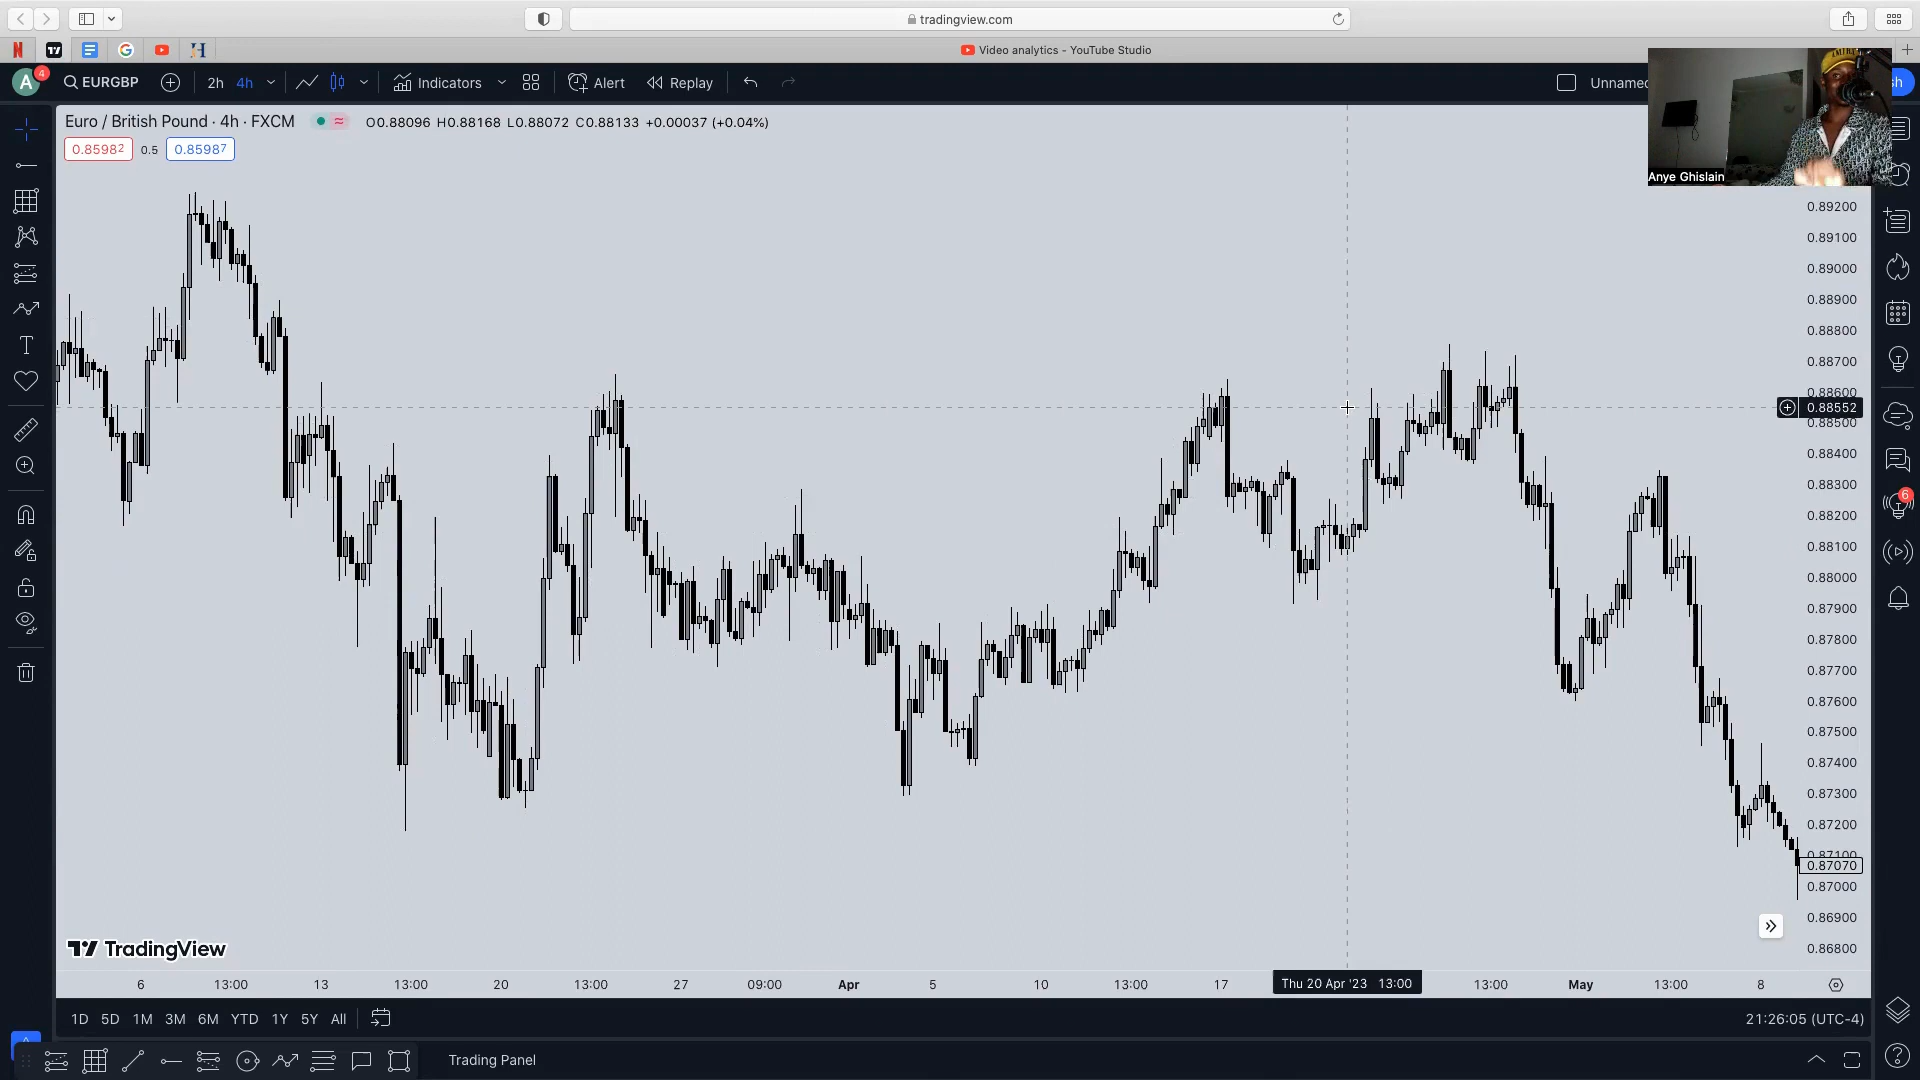 tradingview.com
Video analytics - YouTube Studio
A 4 EURGBP 2h 4h Indicators Alert Replay Unnamed
Euro / British Pound · 4h · FXCM O0.88096 H0.88168 L0.88072 C0.88133 +0.00037 (+0.04%)
0.85982 0.5 0.85987
Anye Ghislain
0.89200
0.89100
0.89000
0.88900
0.88800
0.88700
0.88600
0.88552
0.88500
0.88400
0.88300
6
0.88200
0.88100
0.88000
0.87900
0.87800
0.87700
0.87600
0.87500
0.87400
0.87300
0.87200
0.87100
0.87070
0.87000
0.86900
0.86800
TradingView
6 13:00 13 13:00 20 13:00 27 09:00 Apr 5 10 13:00 17 Thu 20 Apr '23 13:00 13:00 May 13:00 8
1D 5D 1M 3M 6M YTD 1Y 5Y All 21:26:05 (UTC-4)
Trading Panel